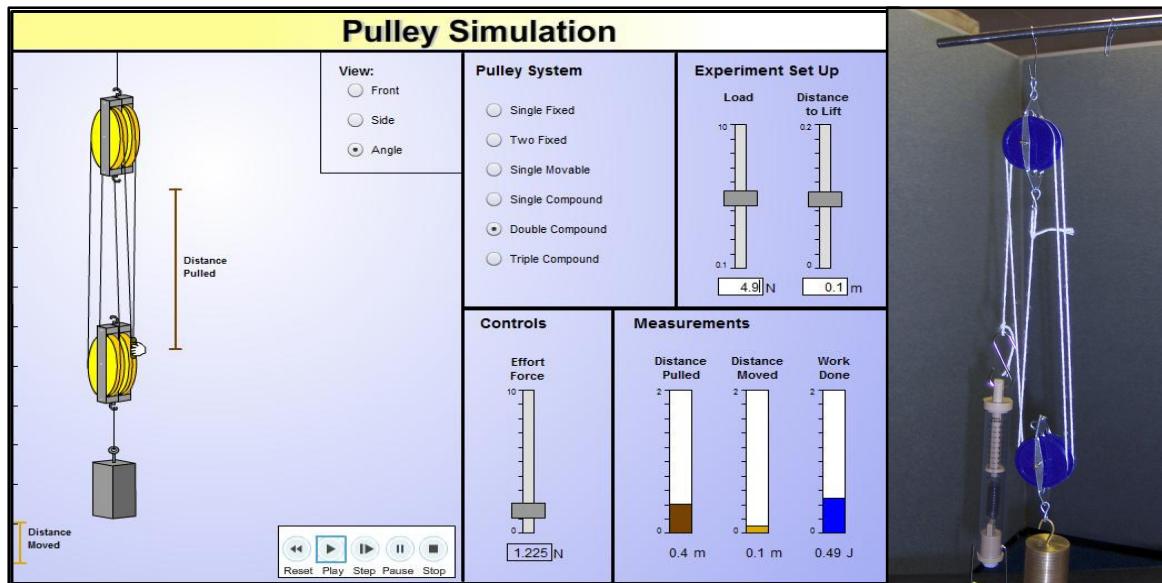 Pulley Simulation
View:
Front
Side
Angle
Distance
Pulled
Distance
Moved
Reset Play Step Pause Stop
Pulley System
Single Fixed
Two Fixed
Single Movable
Single Compound
Double Compound
Triple Compound
Experiment Set Up
Load
10
0.1
4.9 N
Distance
to Lift
0.2
0
0.1 m
Controls
Effort
Force
10
0
1.225 N
Measurements
Distance
Pulled
2
0
0.4 m
Distance
Moved
2
0
0.1 m
Work
Done
2
0
0.49 J